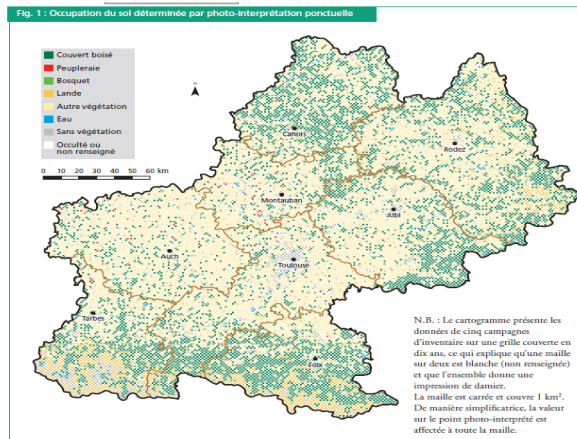 Fig. 1 : Occupation du sol déterminée par photo-interprétation ponctuelle
Couvert boisé
Peupleraie
Bosquet
Lande
Autre végétation
Eau
Sans végétation
Occulté ou
non renseigné
0 10 20 30 40 50 60 km
Cahors
Rodez
Montauban
Albi
Auch
Toulouse
Tarbes
Foix
N.B. : Le cartogramme présente les
données de cinq campagnes
d'inventaire sur une grille couverte en
dix ans, ce qui explique qu'une maille
sur deux est blanche (non renseignée)
et que l'ensemble donne une
impression de damier.
La maille est carrée et couvre 1 km².
De manière simplificatrice, la valeur
sur le point photo-interprété est
affectée à toute la maille.